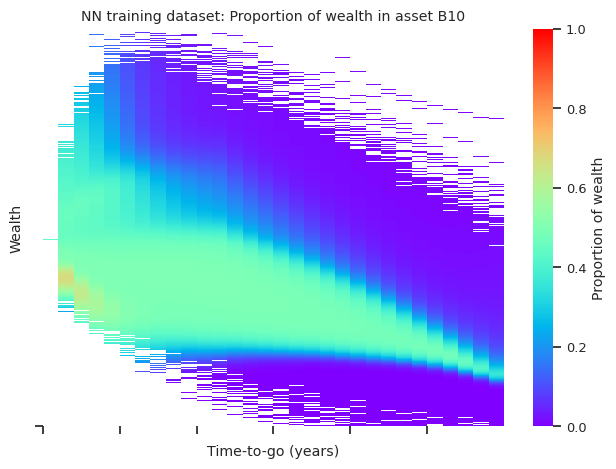 NN training dataset: Proportion of wealth in asset B10
Wealth
Time-to-go (years)
1.0
0.8
0.6
0.4
0.2
0.0
Proportion of wealth